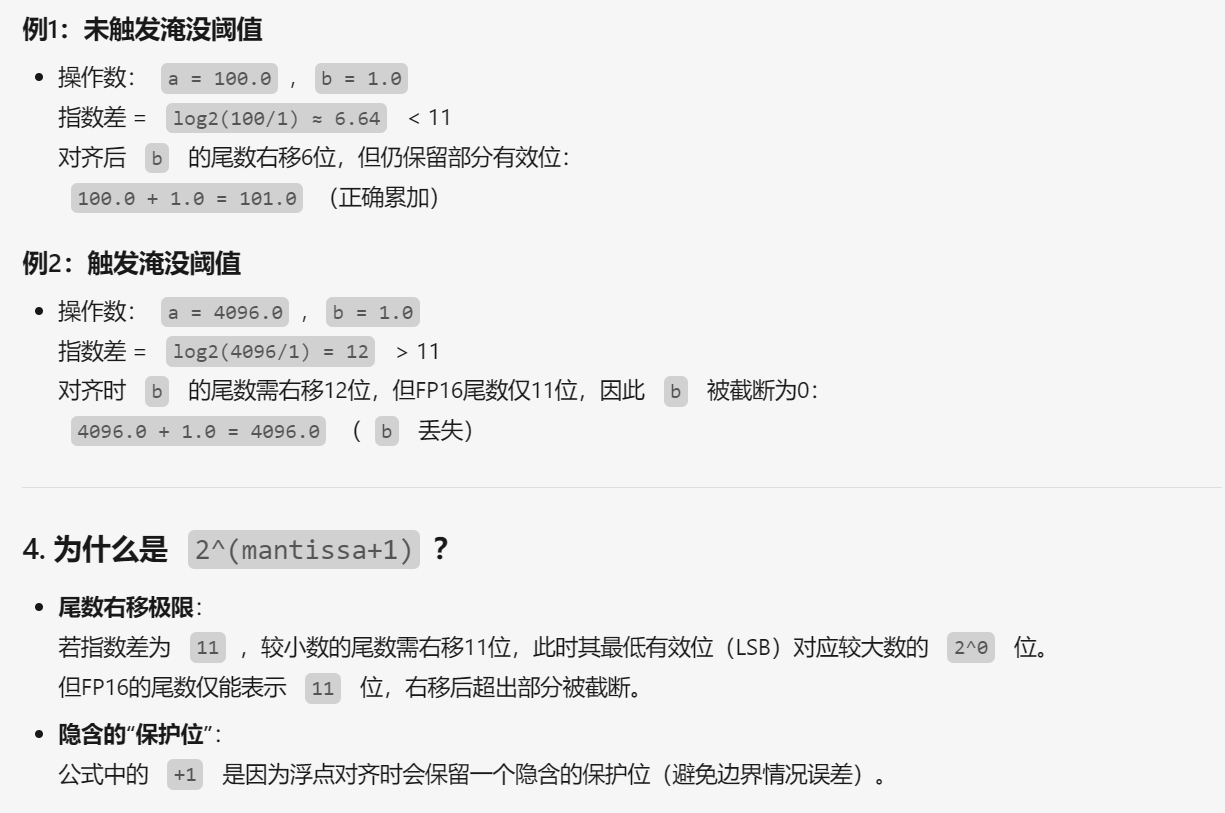 例1：未触发淹没阈值
• 操作数： a = 100.0 ， b = 1.0
指数差 = log2(100/1) ≈ 6.64 < 11
对齐后 b 的尾数右移6位，但仍保留部分有效位：
100.0 + 1.0 = 101.0 （正确累加）
例2：触发淹没阈值
• 操作数： a = 4096.0 ， b = 1.0
指数差 = log2(4096/1) = 12 > 11
对齐时 b 的尾数需右移12位，但FP16尾数仅11位，因此 b 被截断为0：
4096.0 + 1.0 = 4096.0 （ b 丢失）
4. 为什么是 2^(mantissa+1) ？
• 尾数右移极限：
若指数差为 11 ，较小数的尾数需右移11位，此时其最低有效位（LSB）对应较大数的 2^0 位。
但FP16的尾数仅能表示 11 位，右移后超出部分被截断。
• 隐含的“保护位”：
公式中的 +1 是因为浮点对齐时会保留一个隐含的保护位（避免边界情况误差）。